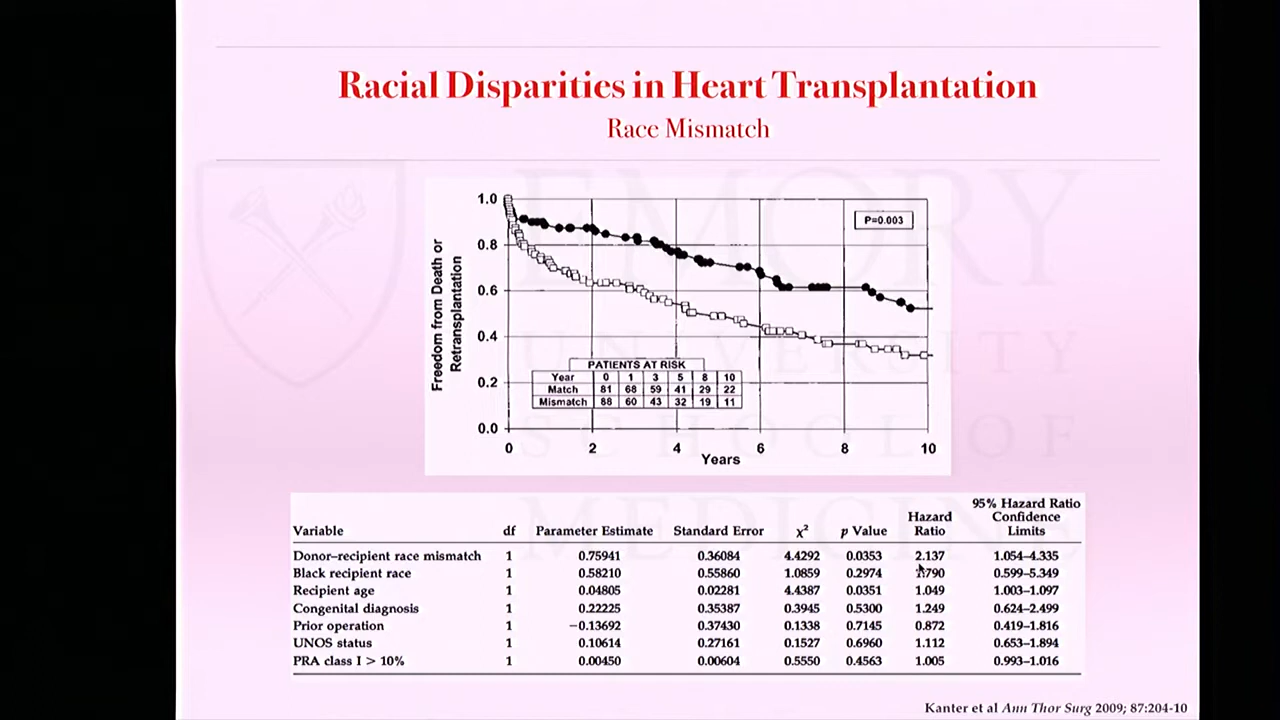 Racial Disparities in Heart Transplantation
Race Mismatch
EMORY
UNIVERSITY
SCHOOL OF
MEDICINE
Freedom from Death or
Retransplantation
1.0
0.8
0.6
0.4
0.2
0.0
P=0.003
PATIENTS AT RISK
Year 0 1 3 5 8 10
Match 81 68 59 41 29 22
Mismatch 88 60 43 32 19 11
0 2 4 6 8 10
Years
Variable df Parameter Estimate Standard Error χ² p Value Hazard Ratio 95% Hazard Ratio Confidence Limits
Donor–recipient race mismatch 1 0.75941 0.36084 4.4292 0.0353 2.137 1.054–4.335
Black recipient race 1 0.58210 0.55860 1.0859 0.2974 1.790 0.599–5.349
Recipient age 1 0.04805 0.02281 4.4387 0.0351 1.049 1.003–1.097
Congenital diagnosis 1 0.22225 0.35387 0.3945 0.5300 1.249 0.624–2.499
Prior operation 1 −0.13692 0.37430 0.1338 0.7145 0.872 0.419–1.816
UNOS status 1 0.10614 0.27161 0.1527 0.6960 1.112 0.653–1.894
PRA class I > 10% 1 0.00450 0.00604 0.5550 0.4563 1.005 0.993–1.016
Kanter et al Ann Thor Surg 2009; 87:204-10